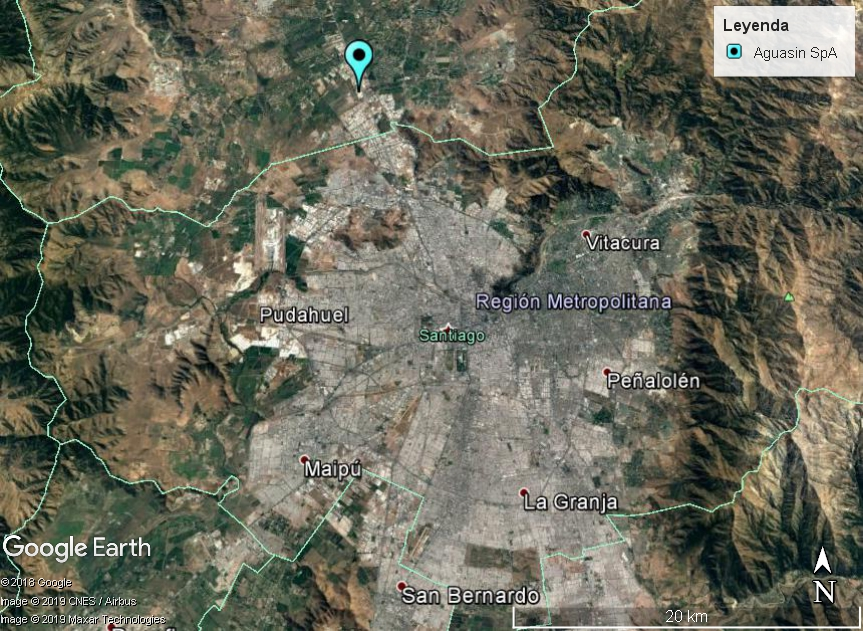 Leyenda
Aguasin SpA
Vitacura
Región Metropolitana
Pudahuel
Santiago
Peñalolén
Maipú
La Granja
Google Earth
©2018 Google
Image © 2019 CNES / Airbus
Image © 2019 Maxar Technologies
San Bernardo
N
20 km